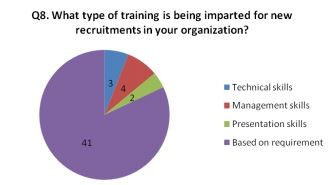 Q8. What type of training is being imparted for new
recruitments in your organization?
3
4
2
41
Technical skills
Management skills
Presentation skills
Based on requirement